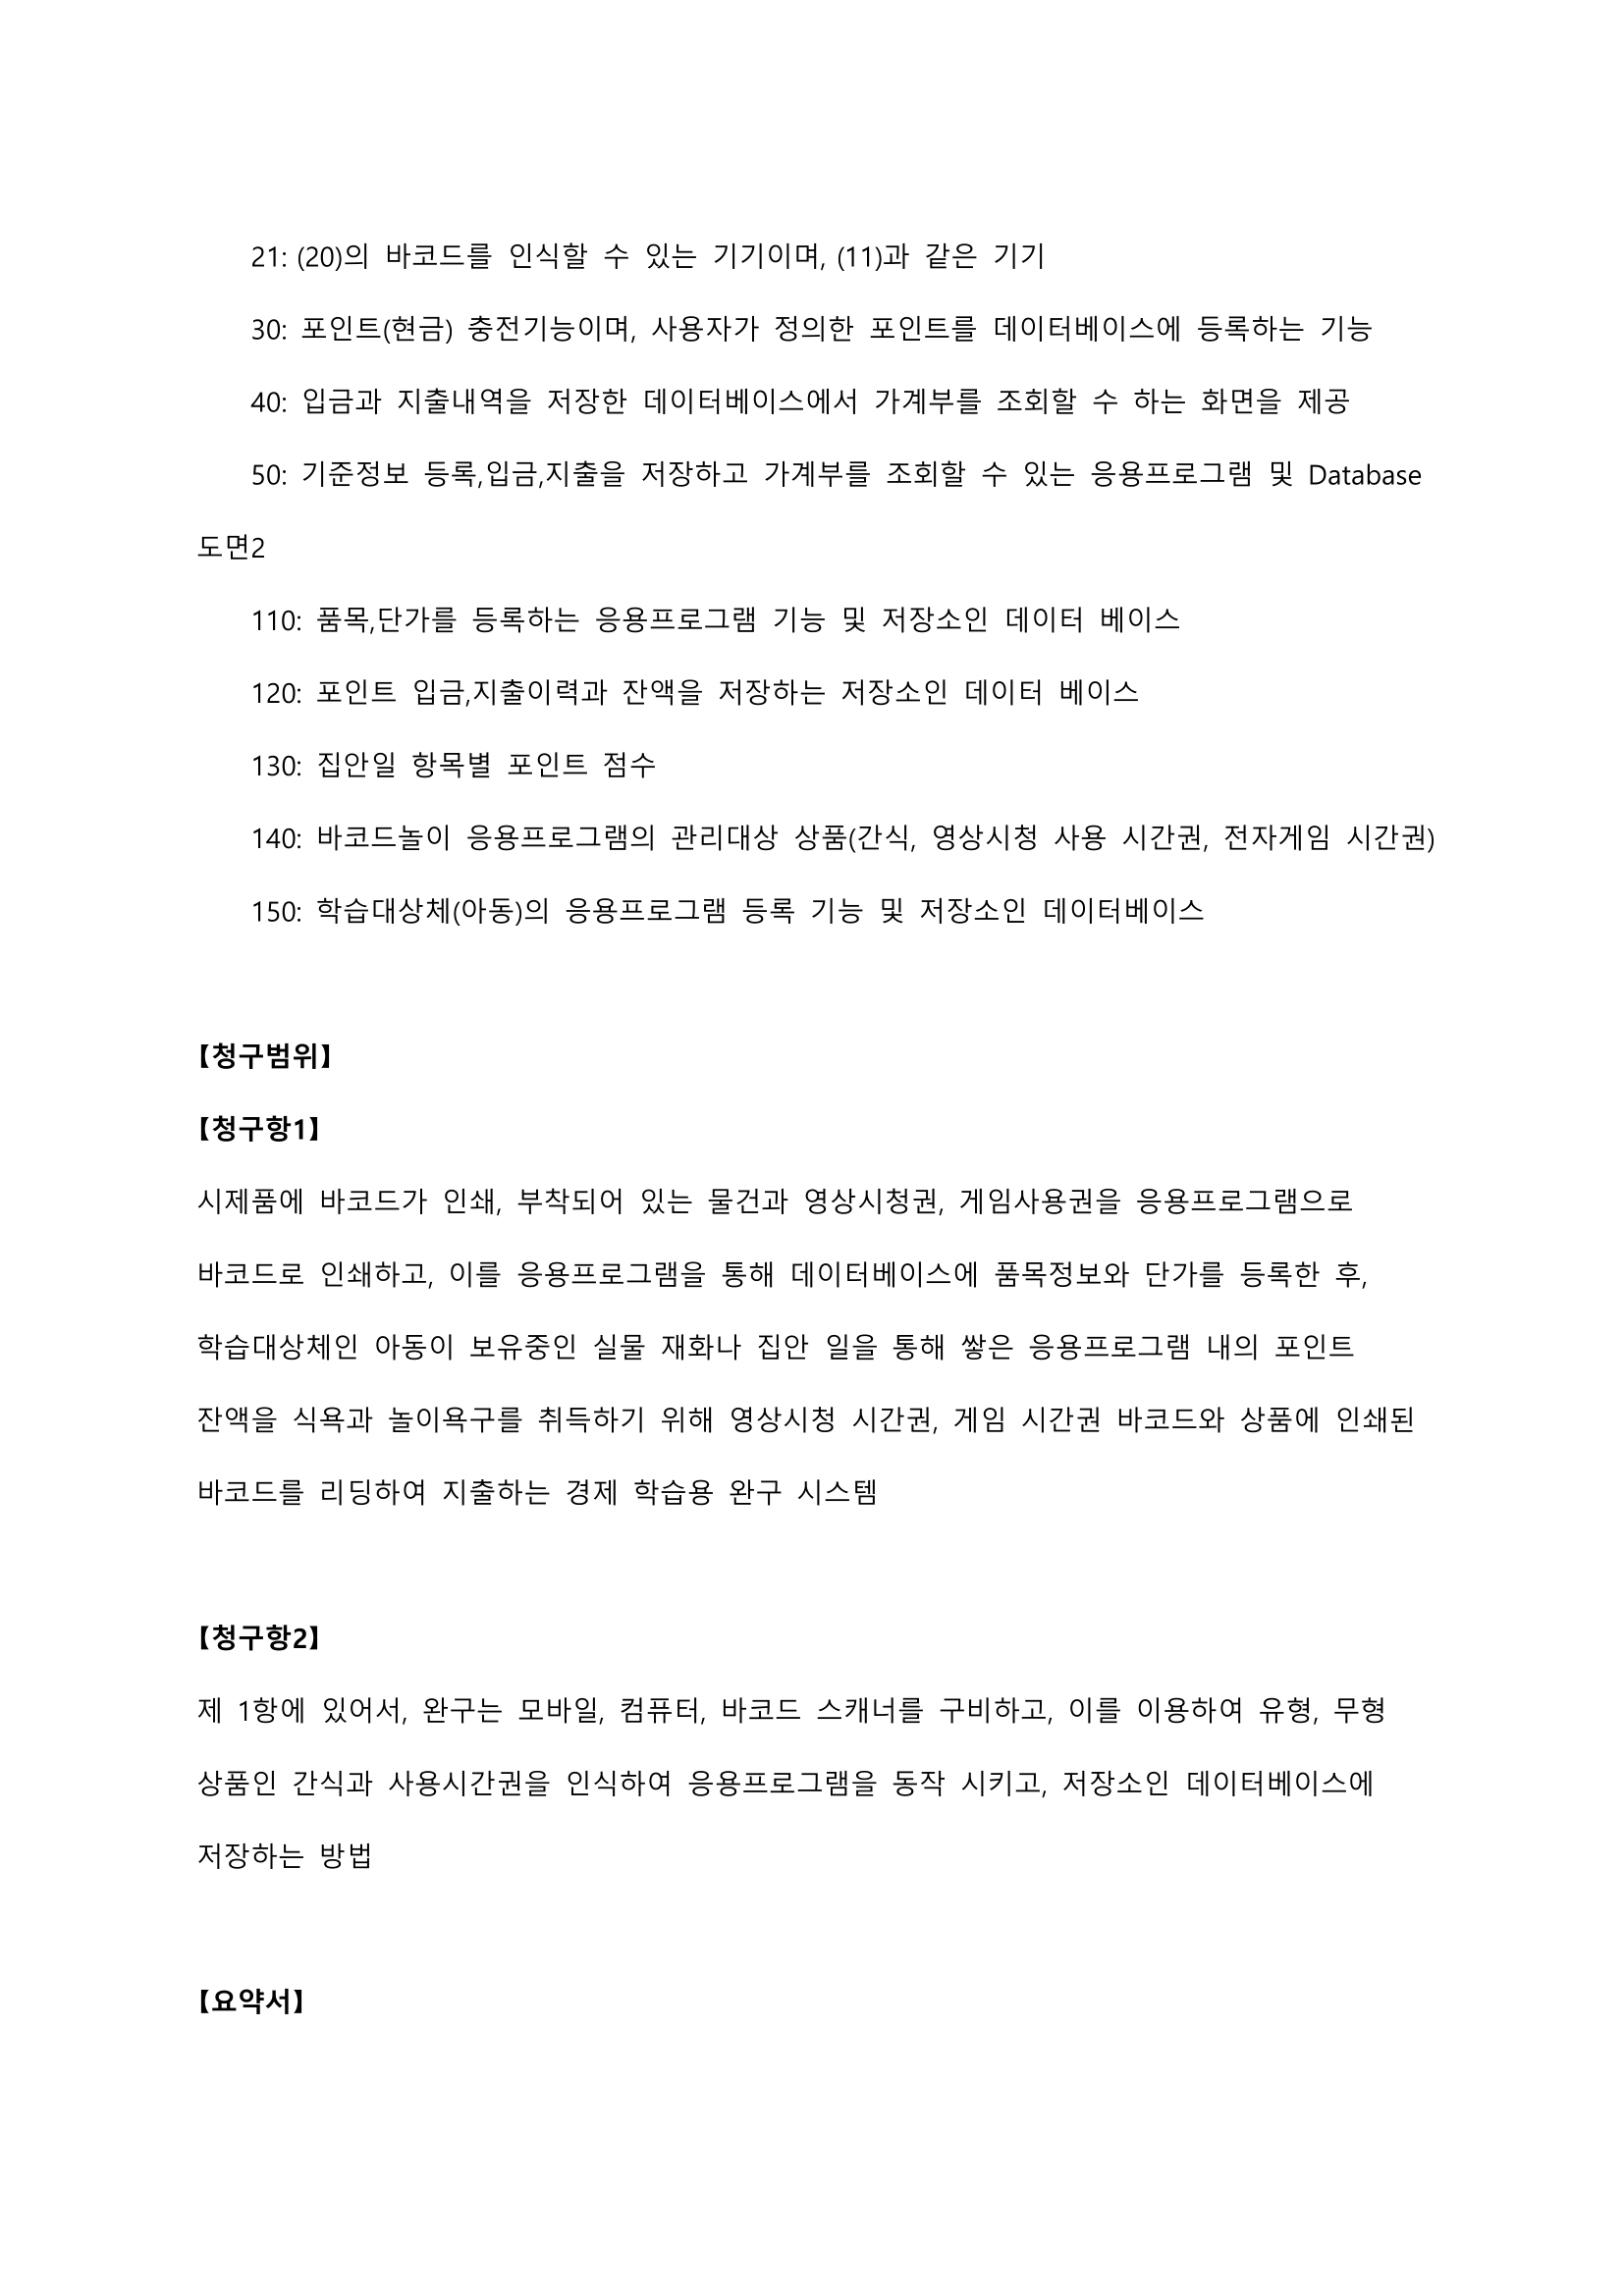 21: (20)의 바코드를 인식할 수 있는 기기이며, (11)과 같은 기기
30: 포인트(현금) 충전기능이며, 사용자가 정의한 포인트를 데이터베이스에 등록하는 기능
40: 입금과 지출내역을 저장한 데이터베이스에서 가계부를 조회할 수 하는 화면을 제공
50: 기준정보 등록,입금,지출을 저장하고 가계부를 조회할 수 있는 응용프로그램 및 Database
도면2
110: 품목,단가를 등록하는 응용프로그램 기능 및 저장소인 데이터 베이스
120: 포인트 입금,지출이력과 잔액을 저장하는 저장소인 데이터 베이스
130: 집안일 항목별 포인트 점수
140: 바코드놀이 응용프로그램의 관리대상 상품(간식, 영상시청 사용 시간권, 전자게임 시간권)
150: 학습대상체(아동)의 응용프로그램 등록 기능 및 저장소인 데이터베이스
【청구범위】
【청구항1】
시제품에 바코드가 인쇄, 부착되어 있는 물건과 영상시청권, 게임사용권을 응용프로그램으로
바코드로 인쇄하고, 이를 응용프로그램을 통해 데이터베이스에 품목정보와 단가를 등록한 후,
학습대상체인 아동이 보유중인 실물 재화나 집안 일을 통해 쌓은 응용프로그램 내의 포인트
잔액을 식욕과 놀이욕구를 취득하기 위해 영상시청 시간권, 게임 시간권 바코드와 상품에 인쇄된
바코드를 리딩하여 지출하는 경제 학습용 완구 시스템
【청구항2】
제 1항에 있어서, 완구는 모바일, 컴퓨터, 바코드 스캐너를 구비하고, 이를 이용하여 유형, 무형
상품인 간식과 사용시간권을 인식하여 응용프로그램을 동작 시키고, 저장소인 데이터베이스에
저장하는 방법
【요약서】